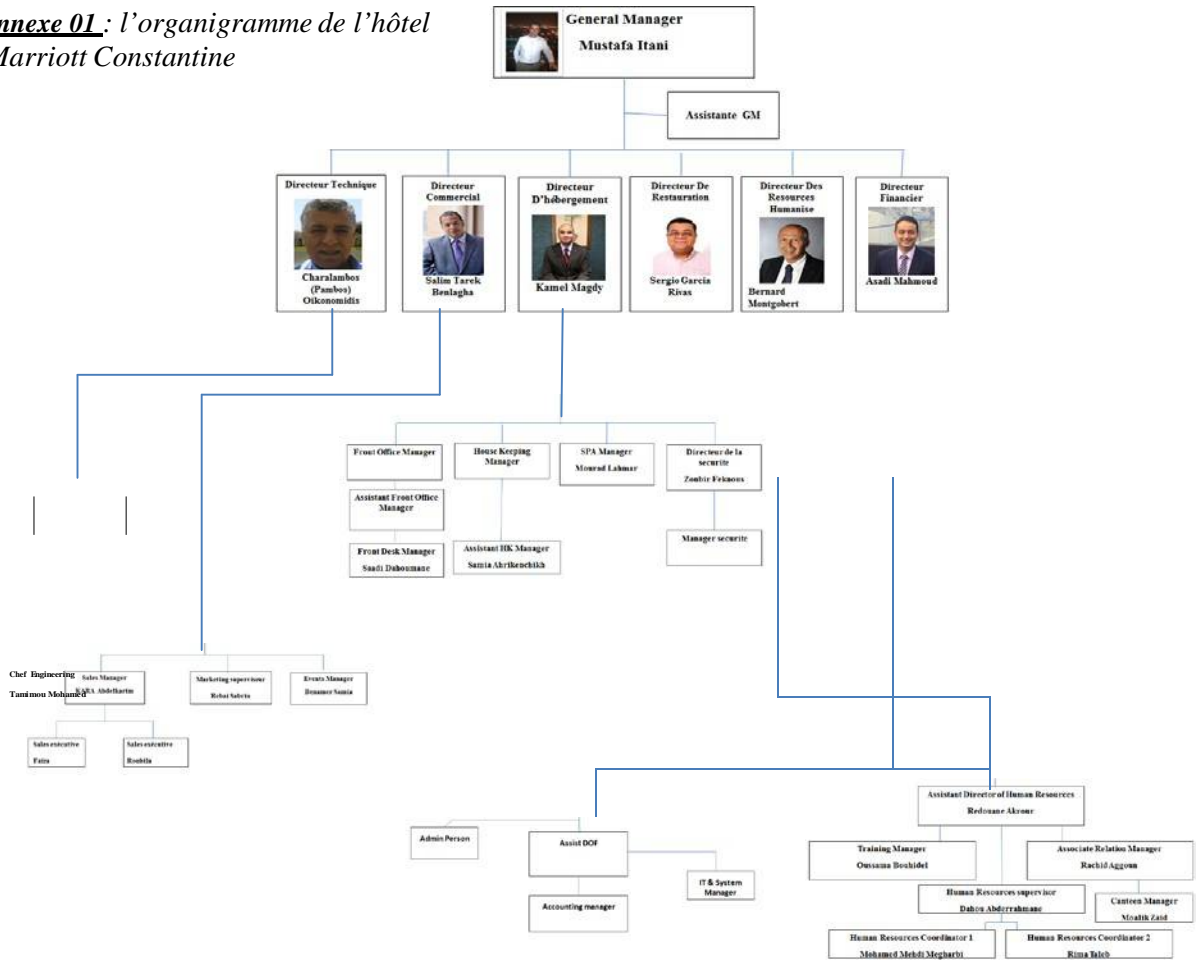 nnexe 01 : l’organigramme de l’hôtel
Marriott Constantine
General Manager
Mustafa Itani
Assistante GM
Directeur Technique
Charalambos
(Pambos)
Oikonomidis
Directeur
Commercial
Salim Tarek
Benlagha
Directeur
D'hébergement
Kamel Magdy
Directeur De
Restauration
Sergio Garcia
Rivas
Directeur Des
Resources
Humanise
Bernard
Montgobert
Directeur
Financier
Asadi Mahmoud
Front Office Manager
Assistant Front Office
Manager
Front Desk Manager
Saadi Dahoumane
House Keeping
Manager
Assistant HK Manager
Samia Ahrikenchikh
SPA Manager
Mourad Lahmar
Directeur de la
securite
Zoubir Feknous
Manager securite
Chef Engineering
Tamimou Mohamed
Sales Manager
KARA Abdelkarim
Sales exécutive
Faiza
Sales exécutive
Rouhila
Marketing superviseur
Rebai Sabrin
Events Manager
Benamer Samia
Admin Person
Assist DOF
IT & System
Manager
Accounting manager
Assistant Director of Human Resources
Redouane Akrour
Training Manager
Oussama Bouhidel
Associate Relation Manager
Rachid Aggoun
Human Resources supervisor
Dahou Abderrahmane
Canteen Manager
Moalik Zaid
Human Resources Coordinator 1
Mohamed Mehdi Megharbi
Human Resources Coordinator 2
Rima Taleb